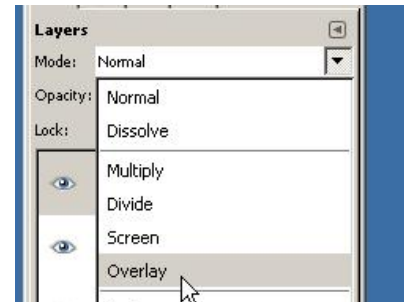 Layers
Mode: Normal
Opacity: Normal
Lock: Dissolve
Multiply
Divide
Screen
Overlay